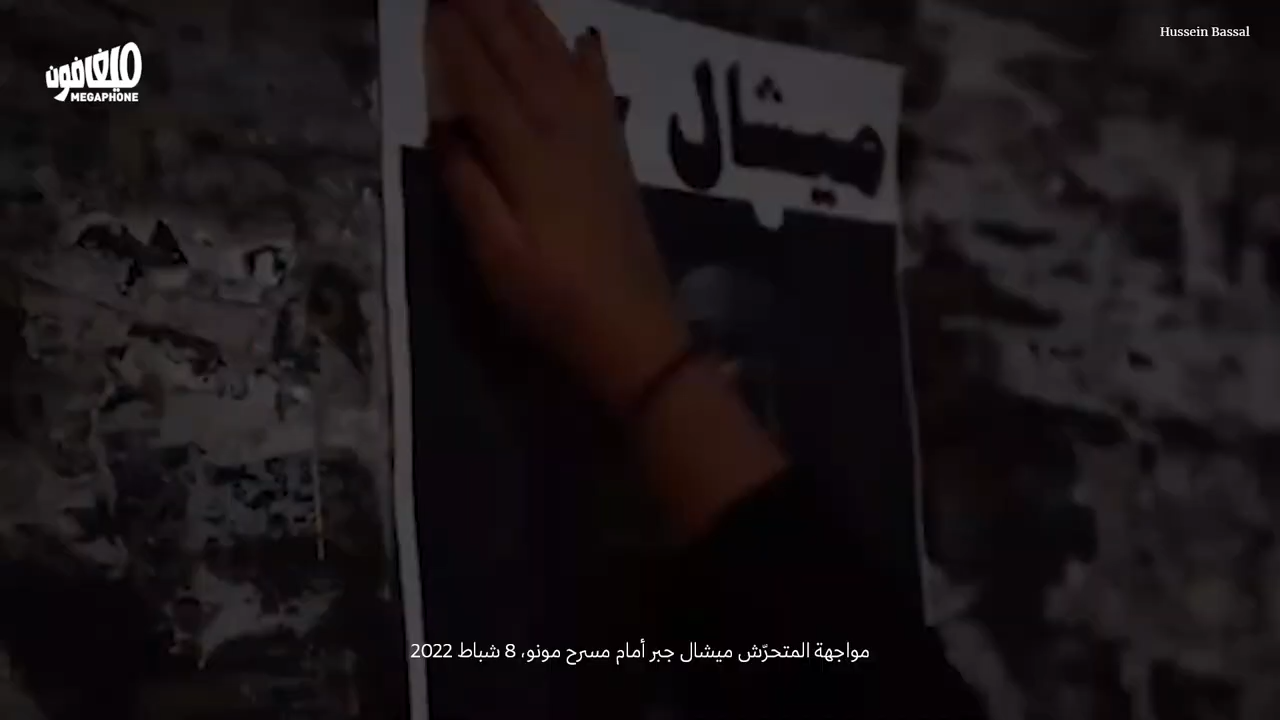 Hussein Bassal
ميغافون
MEGAPHONE
ميشال
مواجهة المتحرّش ميشال جبر أمام مسرح مونو، 8 شباط 2022